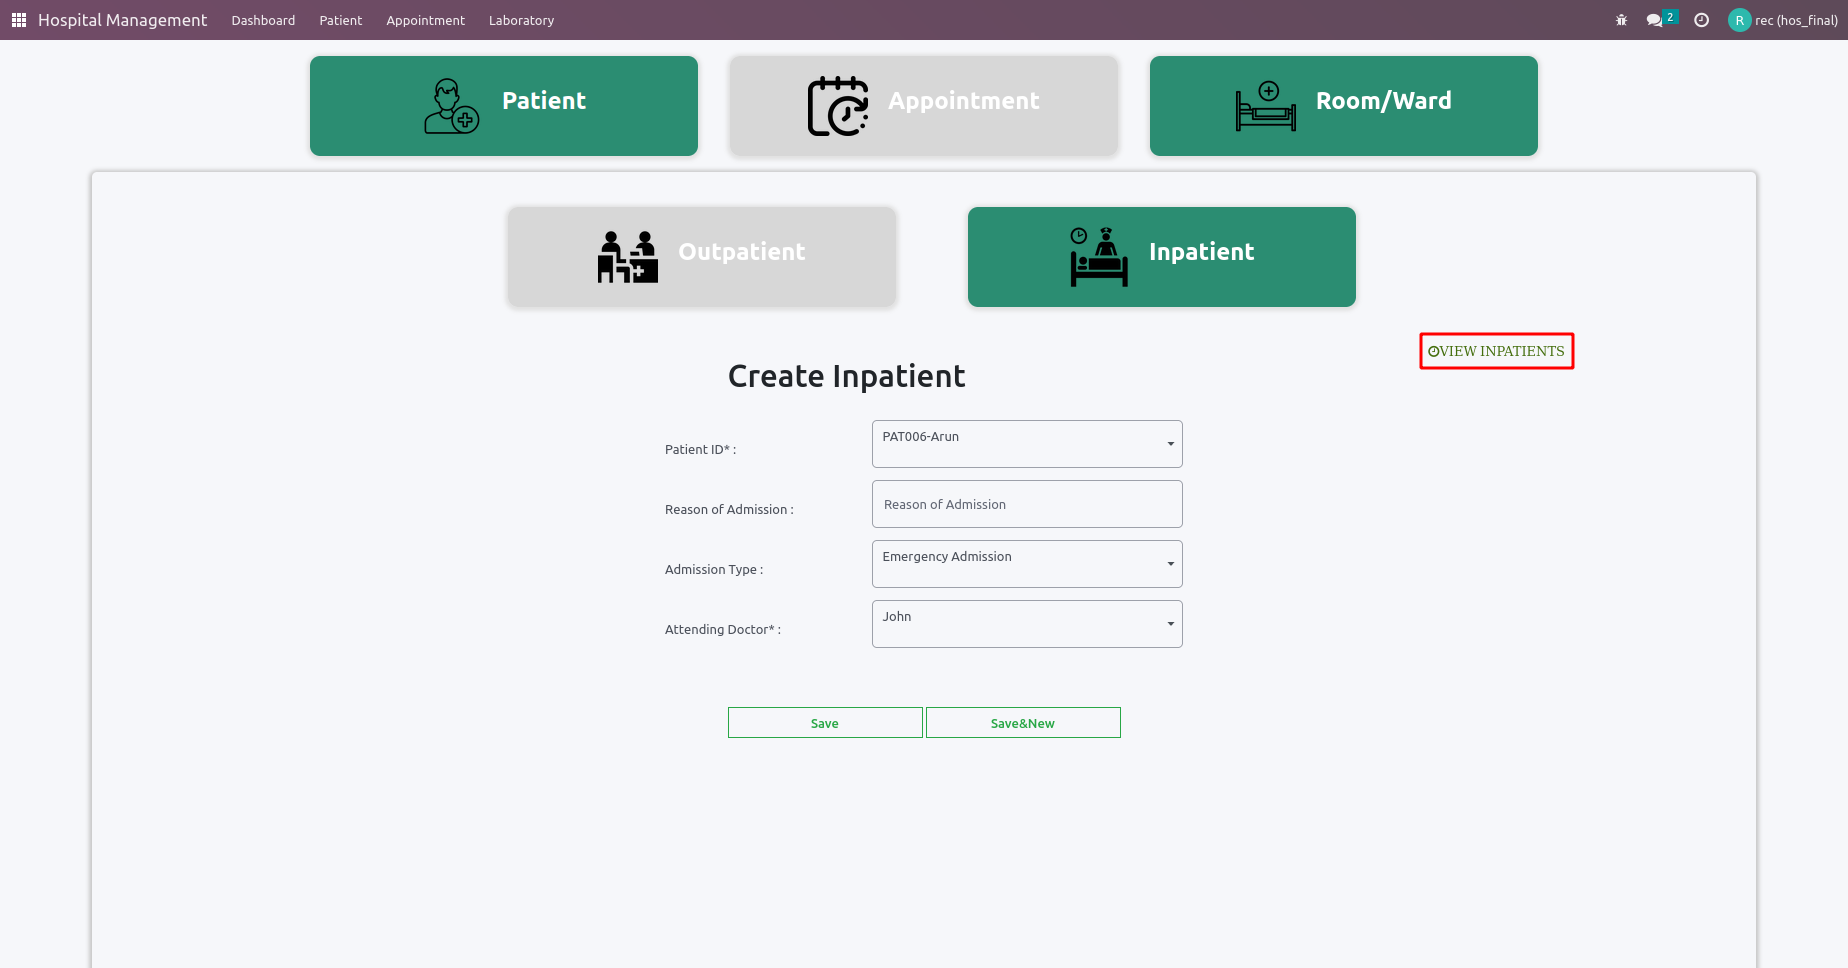 Hospital Management Dashboard Patient Appointment Laboratory 2 R rec (hos_final)
Patient Appointment Room/Ward
Outpatient Inpatient
VIEW INPATIENTS
Create Inpatient
Patient ID* : PAT006-Arun
Reason of Admission : Reason of Admission
Admission Type : Emergency Admission
Attending Doctor* : John
Save Save&New